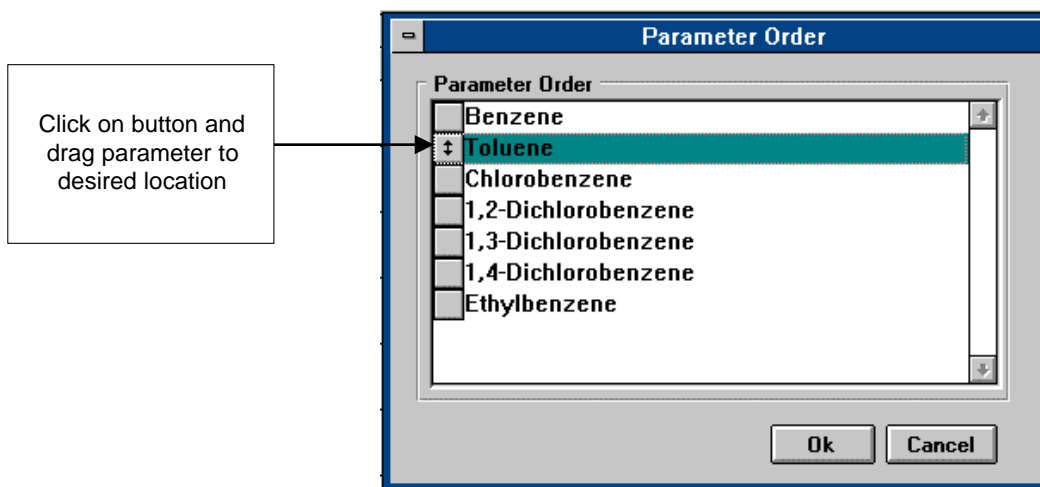 Parameter Order
Click on button and
drag parameter to
desired location
Parameter Order
Benzene
Toluene
Chlorobenzene
1,2-Dichlorobenzene
1,3-Dichlorobenzene
1,4-Dichlorobenzene
Ethylbenzene
Ok
Cancel